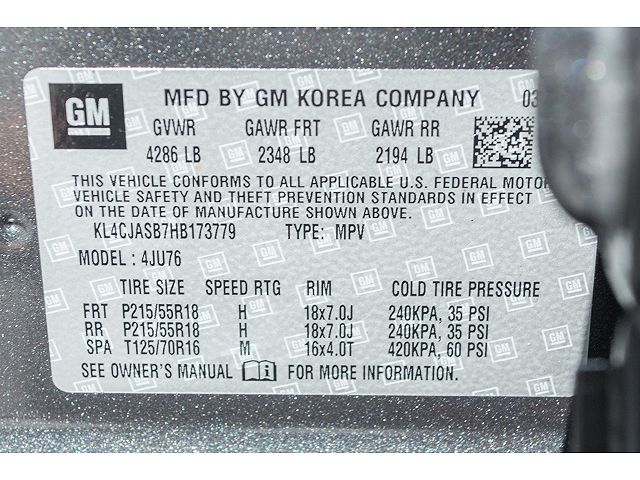 GM MFD BY GM KOREA COMPANY 03
GVWR GAWR FRT GAWR RR
4286 LB 2348 LB 2194 LB
THIS VEHICLE CONFORMS TO ALL APPLICABLE U.S. FEDERAL MOTOR
VEHICLE SAFETY AND THEFT PREVENTION STANDARDS IN EFFECT
ON THE DATE OF MANUFACTURE SHOWN ABOVE.
KL4CJASB7HB173779 TYPE: MPV
MODEL: 4JU76
TIRE SIZE SPEED RTG RIM COLD TIRE PRESSURE
FRT P215/55R18 H 18x7.0J 240KPA, 35 PSI
RR P215/55R18 H 18x7.0J 240KPA, 35 PSI
SPA T125/70R16 M 16x4.0T 420KPA, 60 PSI
SEE OWNER'S MANUAL FOR MORE INFORMATION.